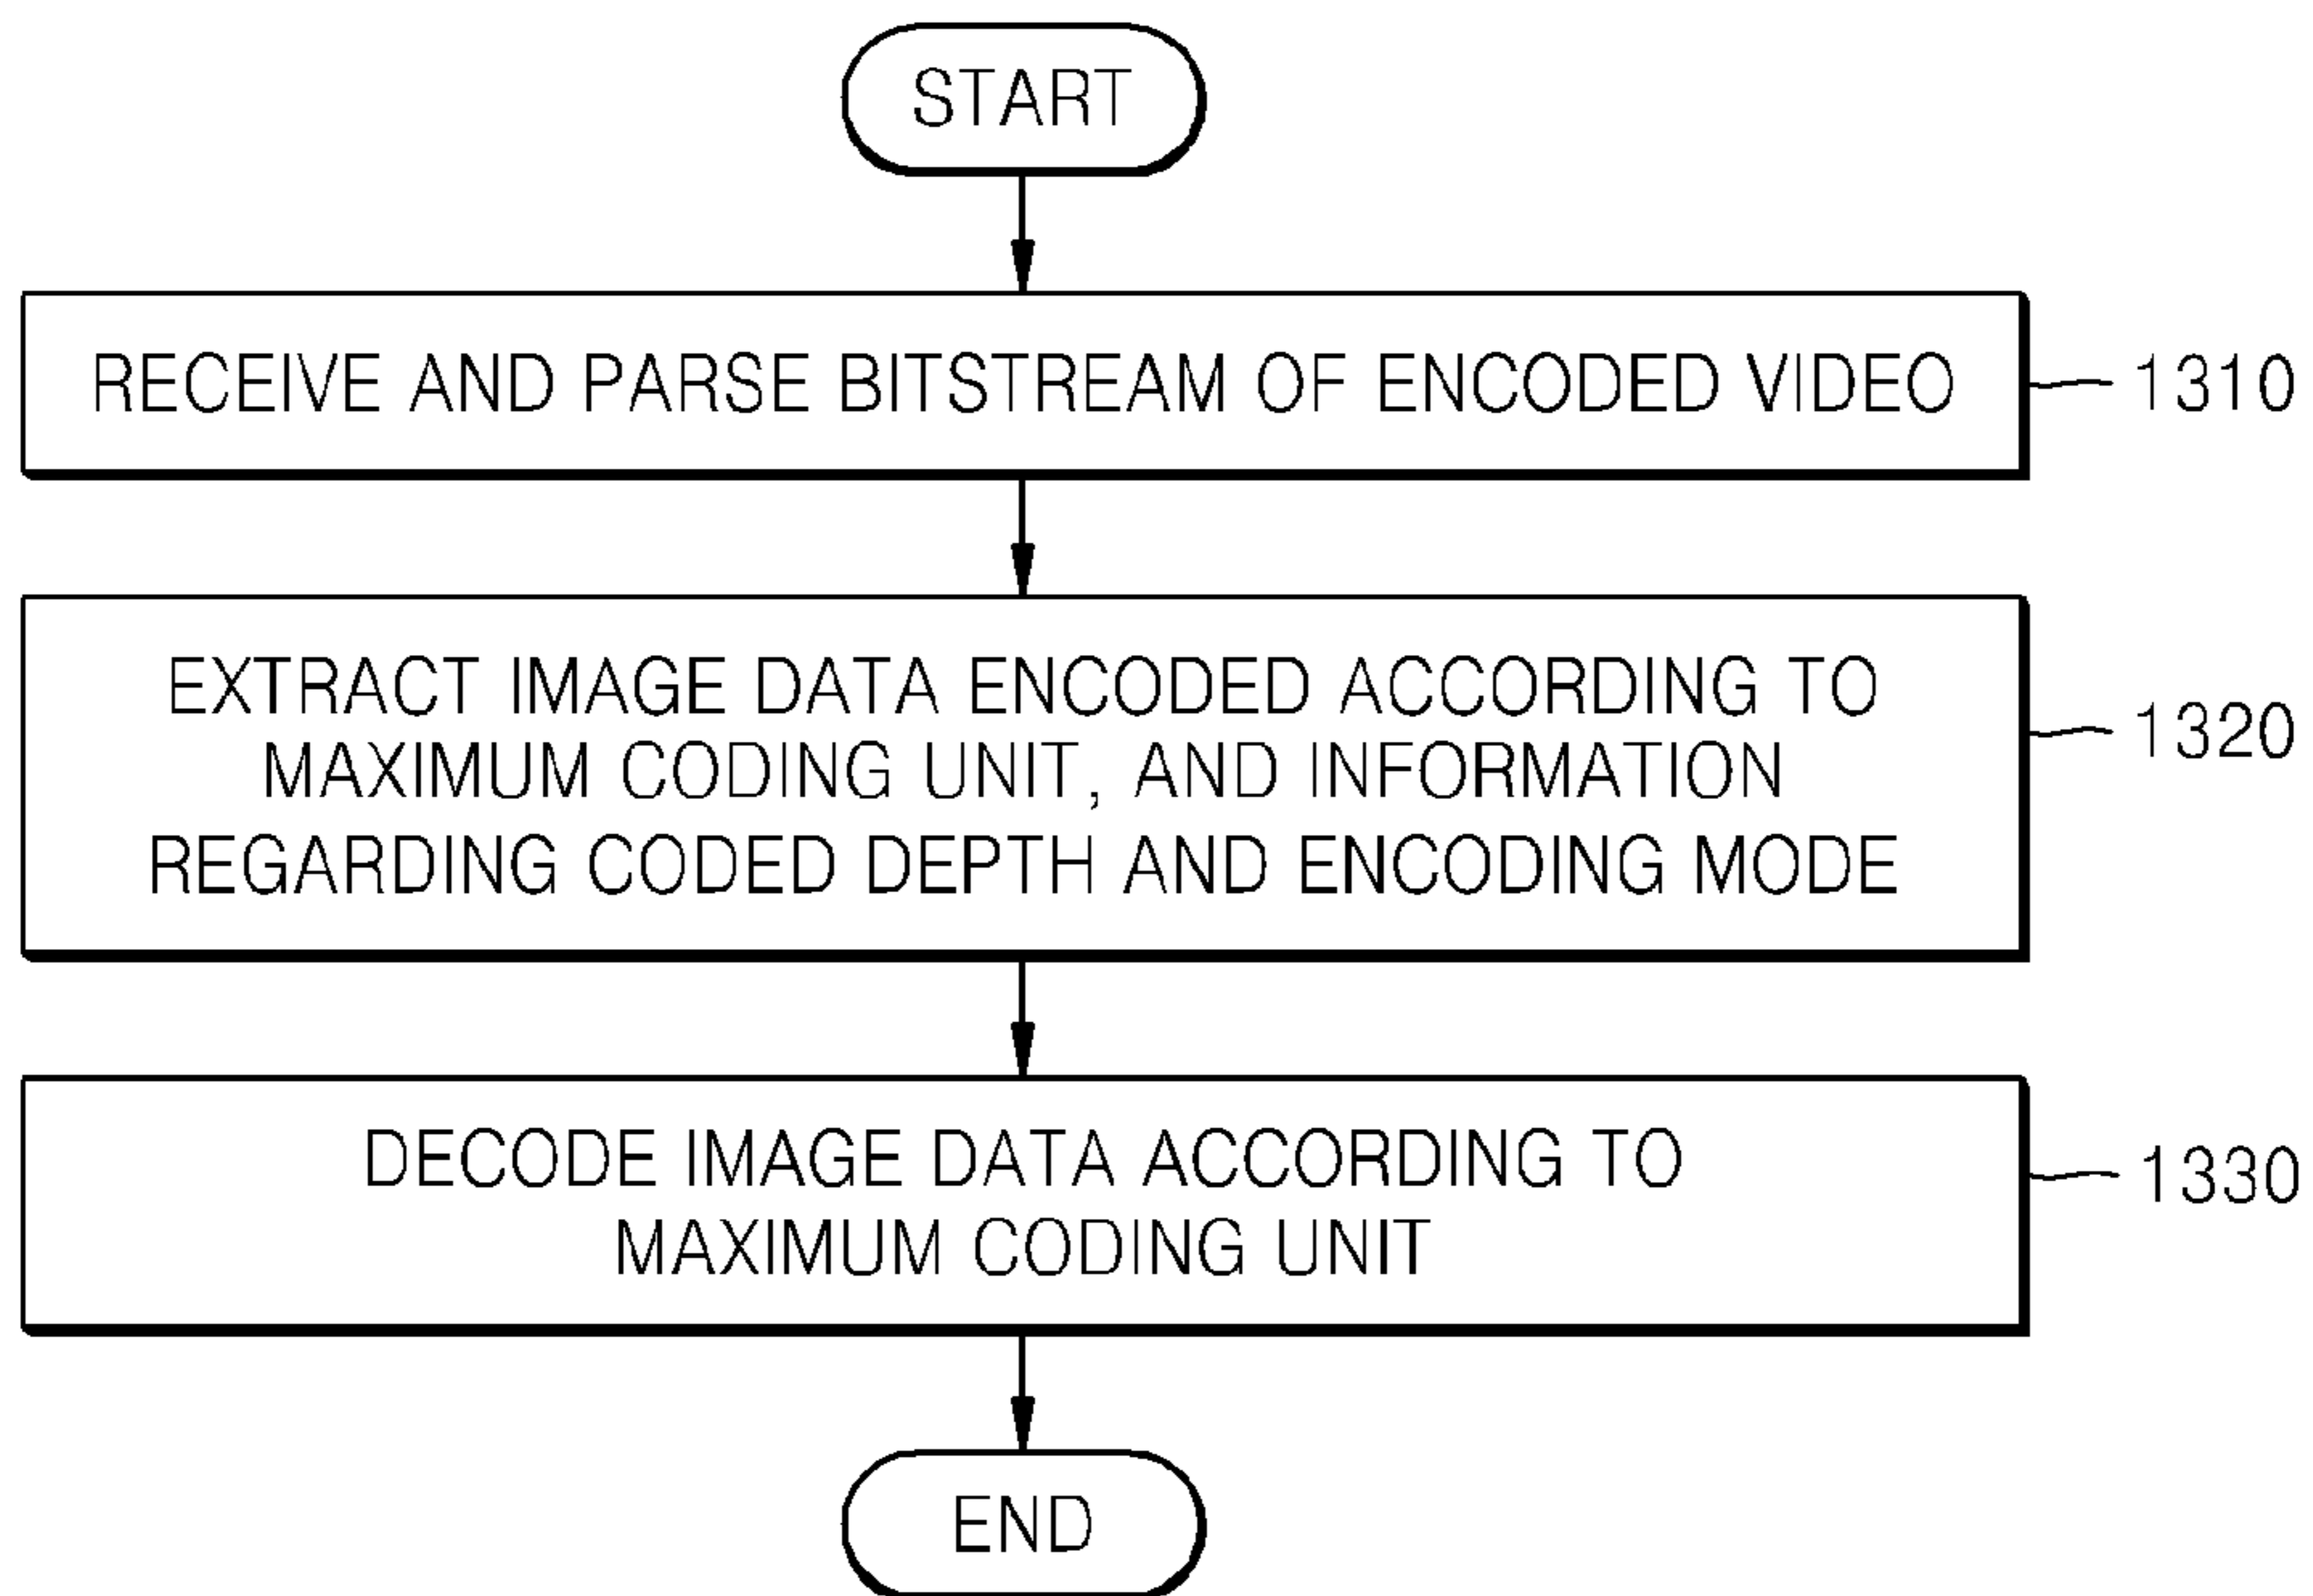 START
RECEIVE AND PARSE BITSTREAM OF ENCODED VIDEO
1310
EXTRACT IMAGE DATA ENCODED ACCORDING TO
MAXIMUM CODING UNIT, AND INFORMATION
REGARDING CODED DEPTH AND ENCODING MODE
1320
DECODE IMAGE DATA ACCORDING TO
MAXIMUM CODING UNIT
1330
END